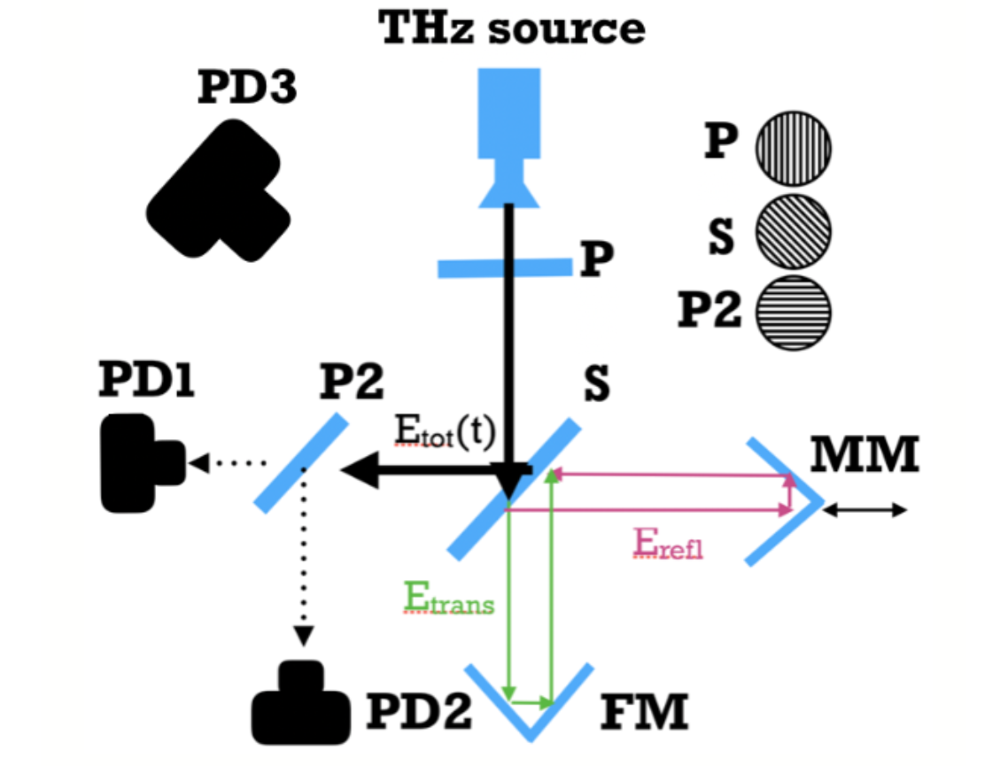 THz source
PD3
P
P
S
P2
PD1
P2
S
Etot(t)
MM
Erefl
Etrans
PD2
FM